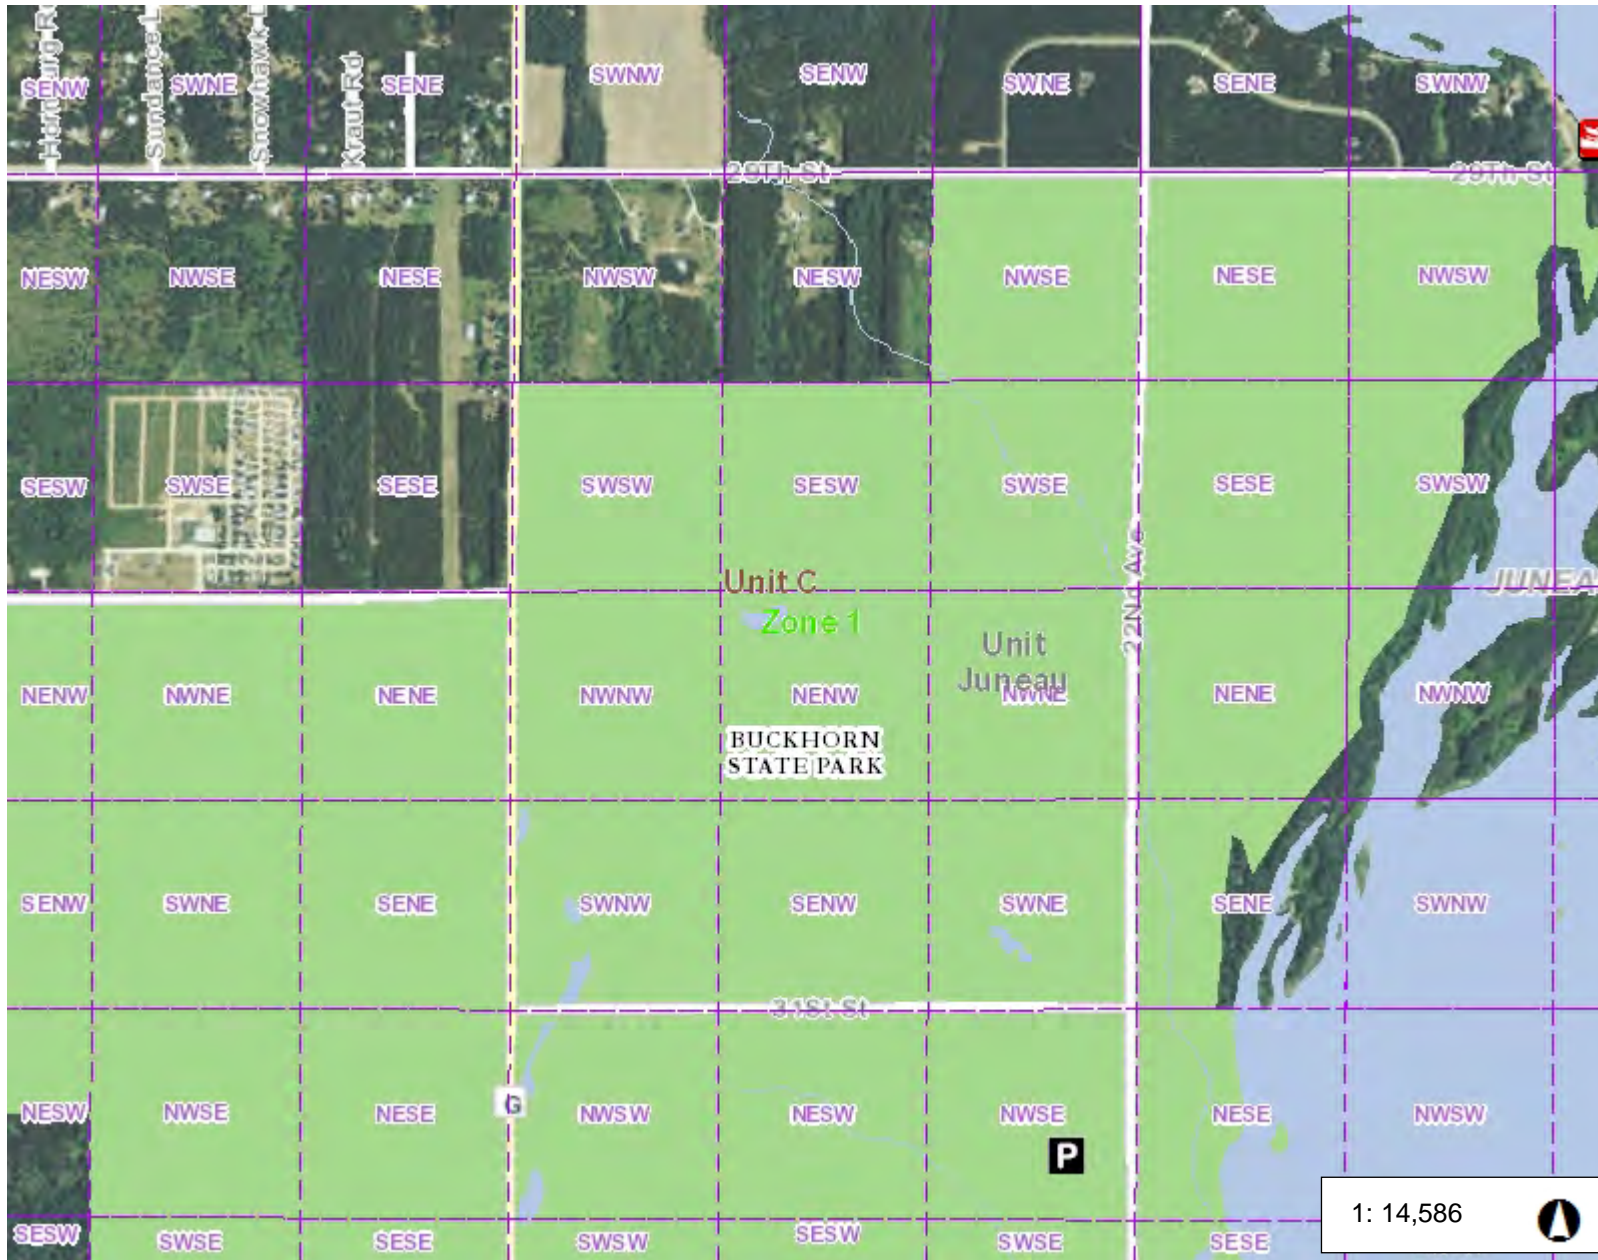 Homburg Rd
Sundance L
Snowhawk L
Kraut Rd
SENW SWNE SENE SWNW SENW SWNE SENE SWNW
29Th St 29Th St
NESW NWSE NESE NWSW NESW NWSE NESE NWSW
SESW SWSE SESE SWSW SESW SWSE SESE SWSW
22Nd Ave
Unit C
JUNEA
Zone 1
Unit
Juneau
NENW NWNE NENE NWNW NENW NWNE NENE NWNW
BUCKHORN
STATE PARK
SENW SWNE SENE SWNW SENW SWNE SENE SWNW
31St St
G
NESW NWSE NESE NWSW NESW NWSE NESE NWSW
P
1: 14,586
SESW SWSE SESE SWSW SESW SWSE SESE